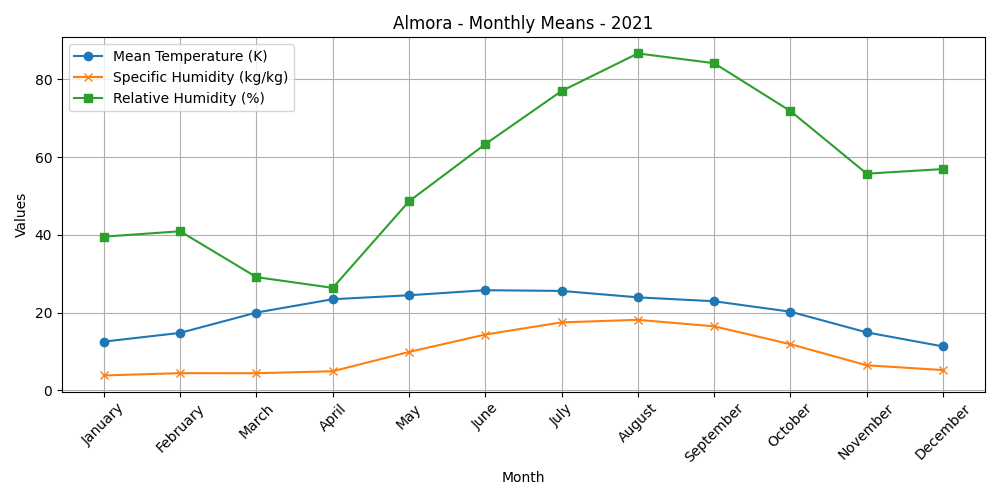 Almora - Monthly Means - 2021
Mean Temperature (K)
Specific Humidity (kg/kg)
Relative Humidity (%)
80
60
40
20
0
Values
January
February
March
April
May
June
July
August
September
October
November
December
Month